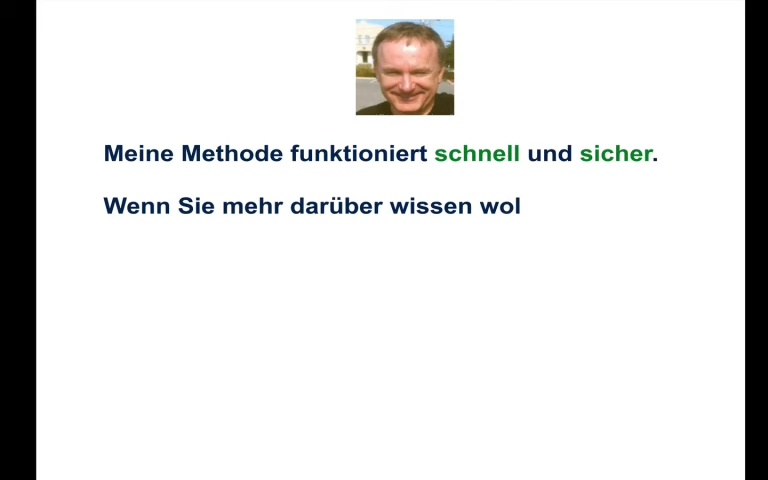 Meine Methode funktioniert schnell und sicher.
Wenn Sie mehr darüber wissen wol